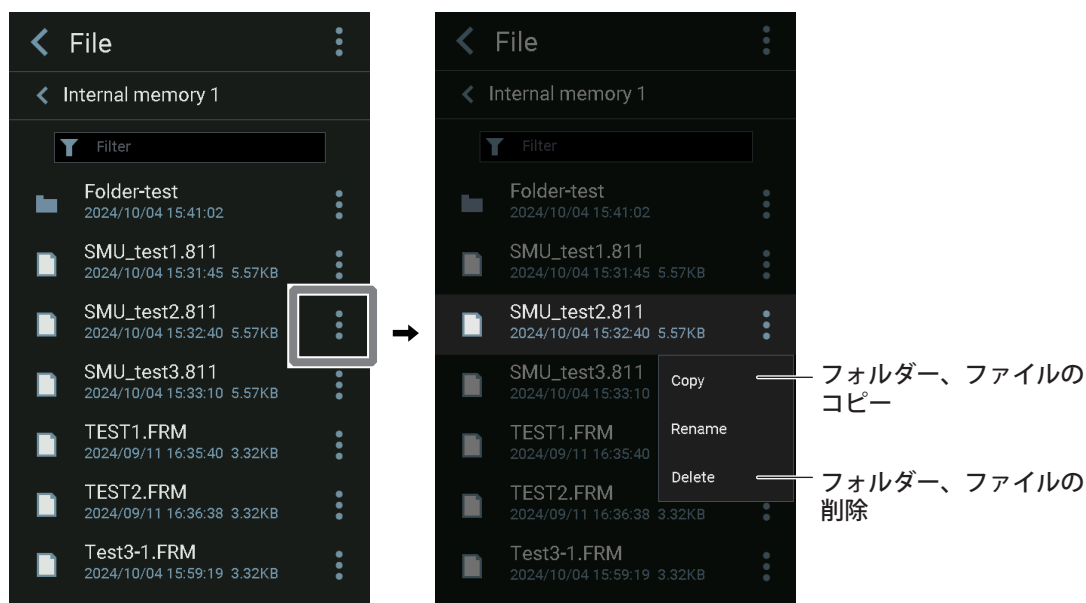 File
Internal memory 1
Filter
Folder-test
2024/10/04 15:41:02
SMU_test1.811
2024/10/04 15:31:45 5.57KB
SMU_test2.811
2024/10/04 15:32:40 5.57KB
SMU_test3.811
2024/10/04 15:33:10 5.57KB
TEST1.FRM
2024/09/11 16:35:40 3.32KB
TEST2.FRM
2024/09/11 16:36:38 3.32KB
Test3-1.FRM
2024/10/04 15:59:19 3.32KB
File
Internal memory 1
Filter
Folder-test
2024/10/04 15:41:02
SMU_test1.811
2024/10/04 15:31:45 5.57KB
SMU_test2.811
2024/10/04 15:32:40 5.57KB
SMU_test3.811
2024/10/04 15:33:10
TEST1.FRM
2024/09/11 16:35:40
TEST2.FRM
2024/09/11 16:36:38 3.32KB
Test3-1.FRM
2024/10/04 15:59:19 3.32KB
Copy
Rename
Delete
フォルダー、ファイルの
コピー
フォルダー、ファイルの
削除